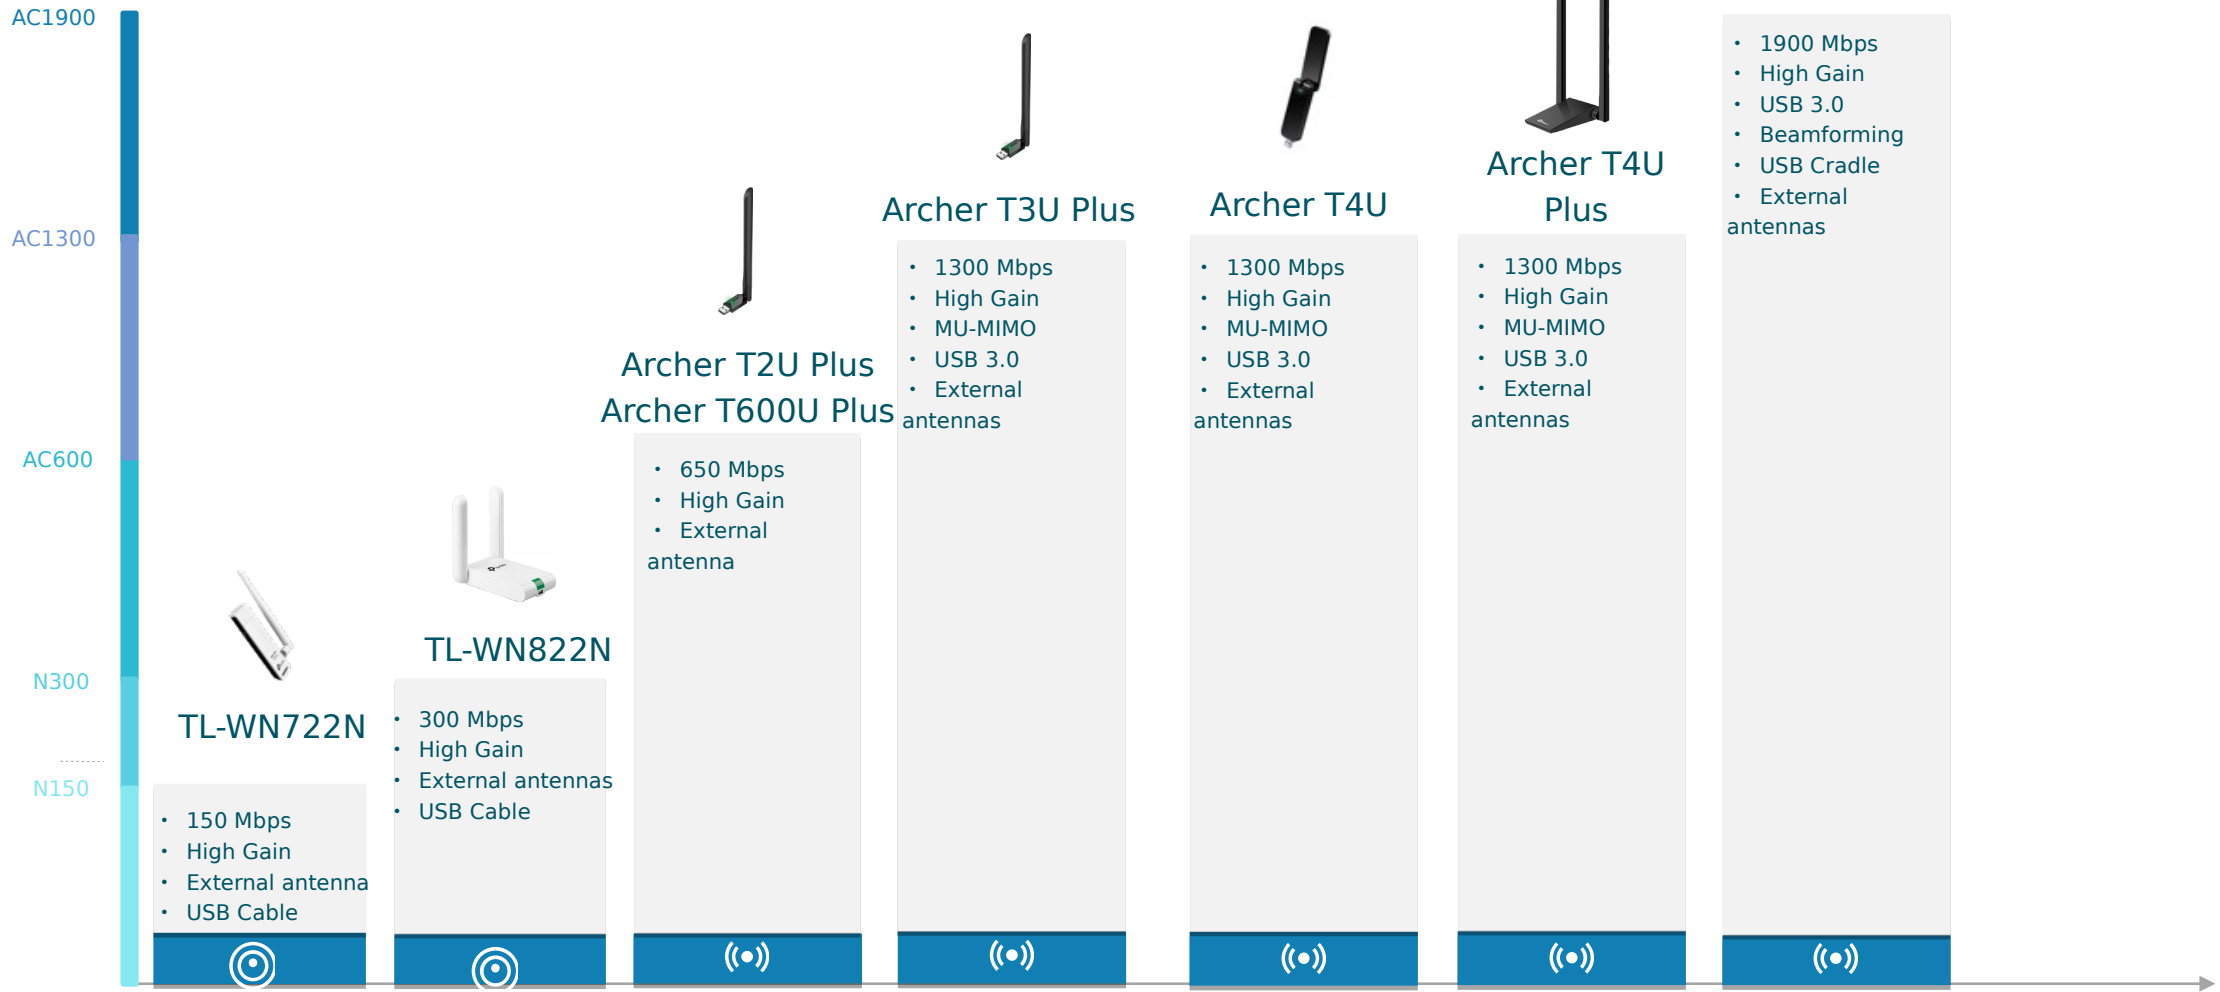 AC1900
AC1300
AC600
N300
N150
TL-WN722N
• 150 Mbps
• High Gain
• External antenna
• USB Cable
TL-WN822N
• 300 Mbps
• High Gain
• External antennas
• USB Cable
Archer T2U Plus
Archer T600U Plus
• 650 Mbps
• High Gain
• External
antenna
Archer T3U Plus
• 1300 Mbps
• High Gain
• MU-MIMO
• USB 3.0
• External
antennas
Archer T4U
• 1300 Mbps
• High Gain
• MU-MIMO
• USB 3.0
• External
antennas
Archer T4U
Plus
• 1300 Mbps
• High Gain
• MU-MIMO
• USB 3.0
• External
antennas
• 1900 Mbps
• High Gain
• USB 3.0
• Beamforming
• USB Cradle
• External
antennas